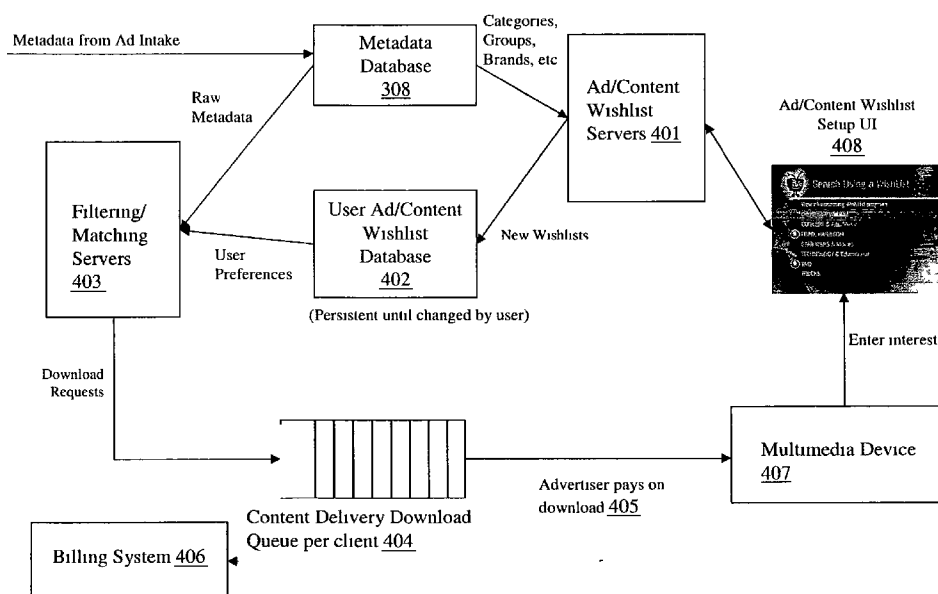 Metadata from Ad Intake
Metadata
Database
308
Categories,
Groups,
Brands, etc
Ad/Content
Wishlist
Servers 401
Ad/Content Wishlist
Setup UI
408
Search Using a WishList
Raw
Metadata
Filtering/
Matching
Servers
403
User Ad/Content
Wishlist
Database
402
User
Preferences
New Wishlists
(Persistent until changed by user)
Enter interest
Download
Requests
Content Delivery Download
Queue per client 404
Advertiser pays on
download 405
Multimedia Device
407
Billing System 406